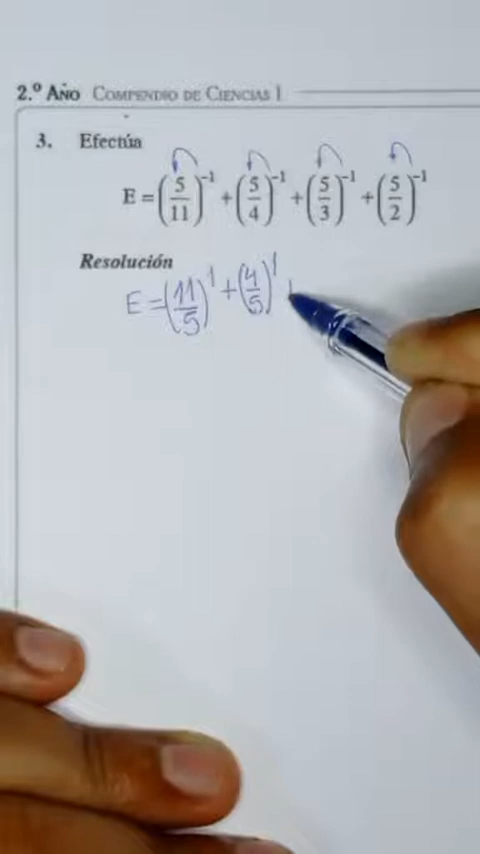 2.º AÑO COMPENDIO DE CIENCIAS I
3. Efectúa
E = (5/11)⁻¹ + (5/4)⁻¹ + (5/3)⁻¹ + (5/2)⁻¹
Resolución
E = (11/5)¹ + (4/5)¹ +